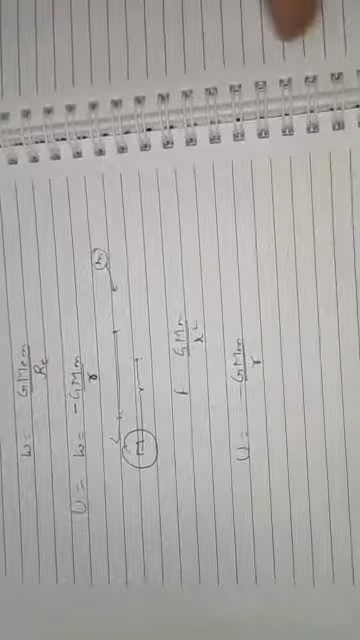 W = GMem / Re
U = W = -GMm / r
m
M r
F GMm / r²
U = - GMm / r